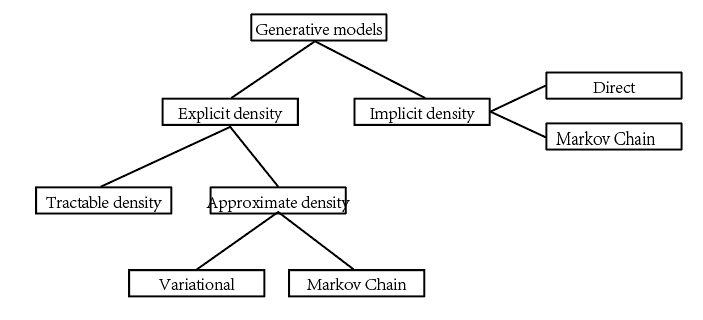 Generative models
Direct
Explicit density
Implicit density
Markov Chain
Tractable density
Approximate density
Variational
Markov Chain